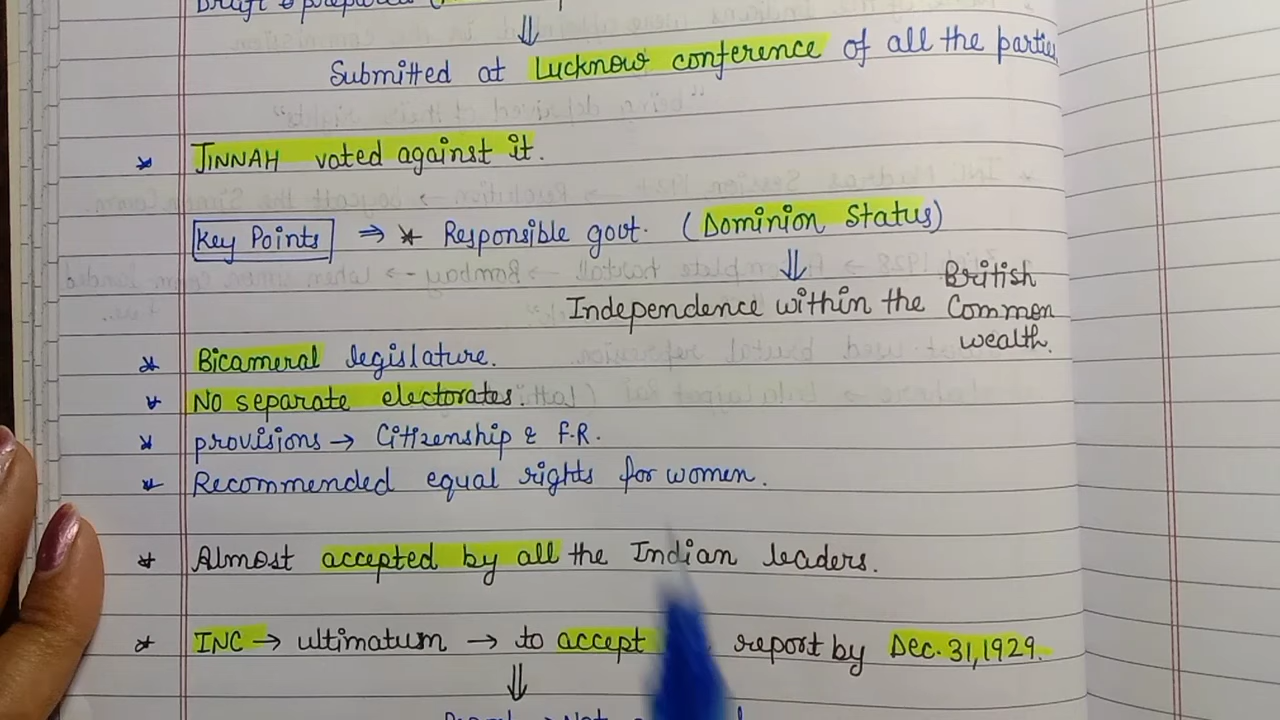 Draft prepared (
⇓
Submitted at Lucknow conference of all the parties
* JINNAH voted against it.
Key Points ⇒ * Responsible govt. (Dominion Status)
⇓
Independence within the British Common wealth.
* Bicameral legislature.
* No separate electorates.
* provisions → Citizenship & F.R.
* Recommended equal rights for women.
* Almost accepted by all the Indian leaders.
* INC → ultimatum → to accept report by Dec. 31, 1929.
⇓